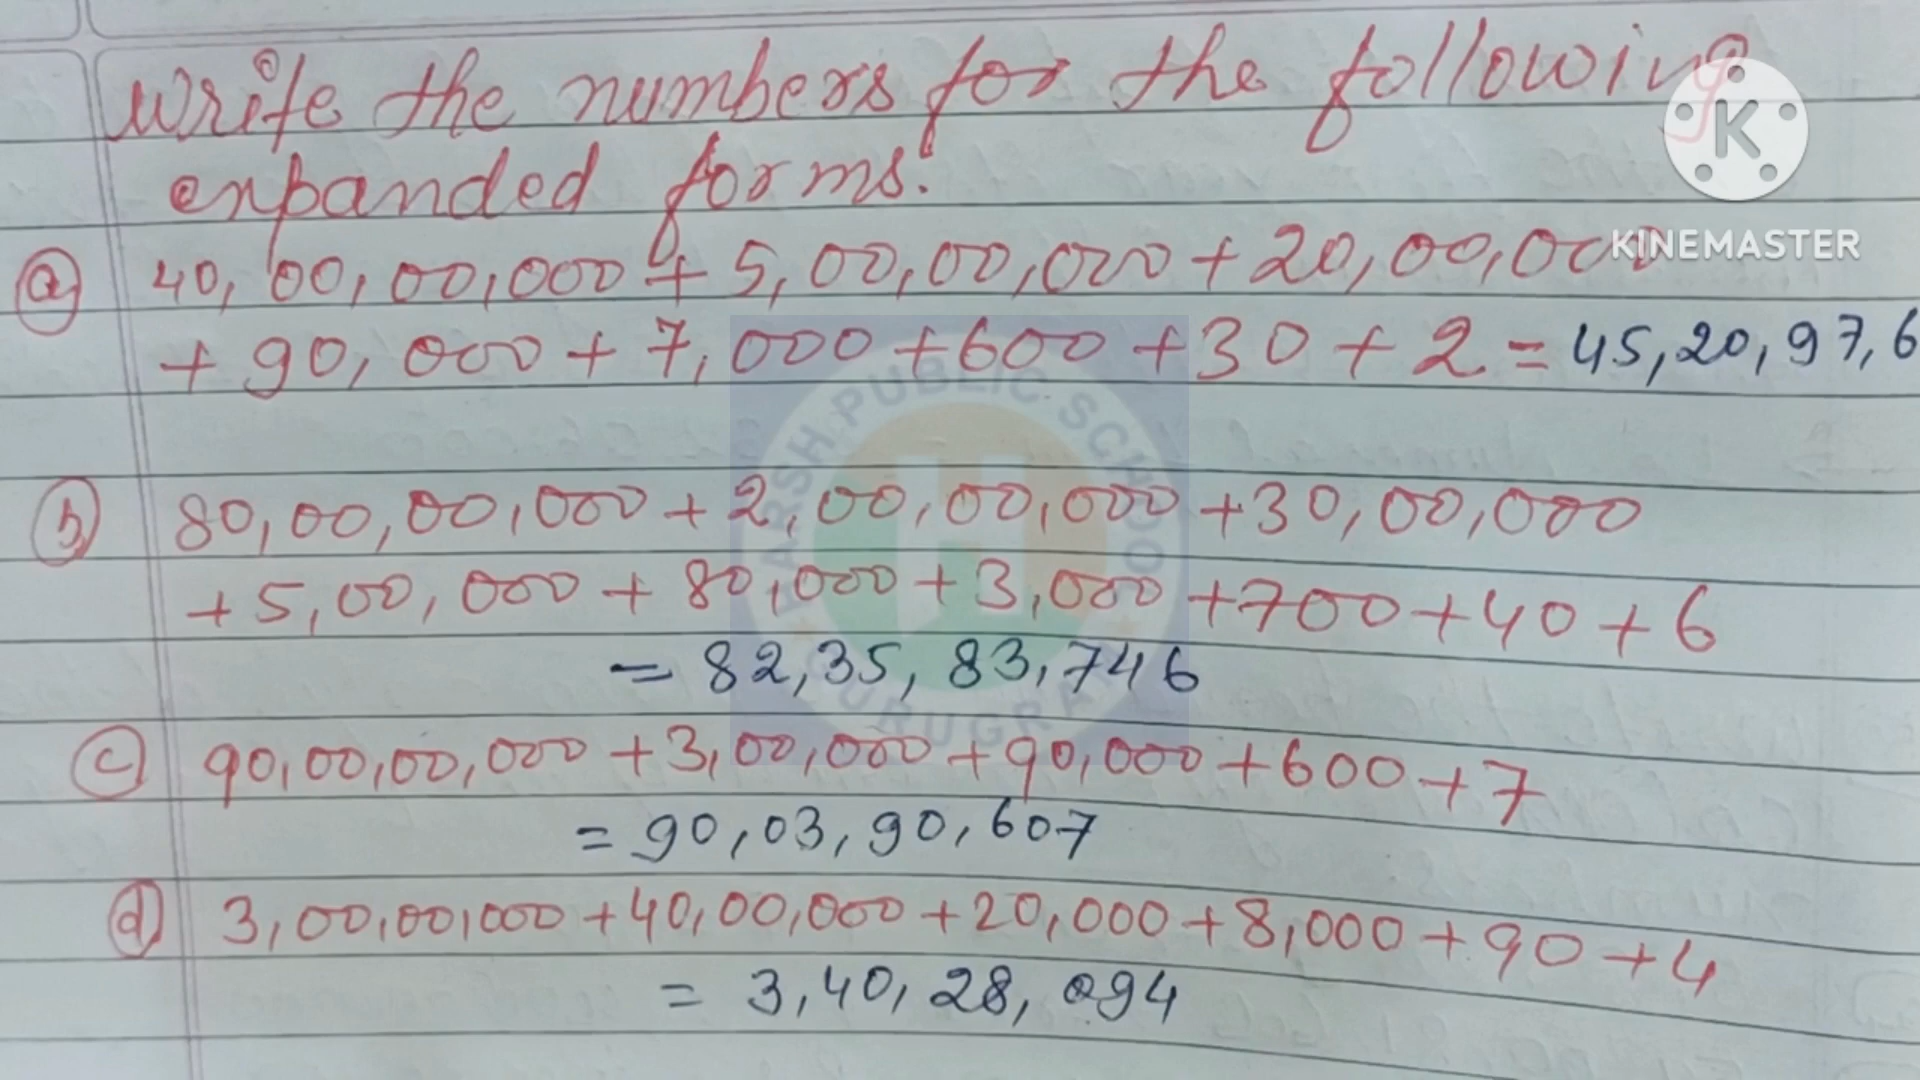 Write the numbers for the following
expanded forms:
KINEMASTER
(a) 40,00,00,000 + 5,00,00,000 + 20,00,000
+ 90,000 + 7,000 + 600 + 30 + 2 = 45,20,97,6
(b) 80,00,00,000 + 2,00,00,000 + 30,00,000
+ 5,00,000 + 80,000 + 3,000 + 700 + 40 + 6
= 82,35,83,746
(c) 90,00,00,000 + 3,00,000 + 90,000 + 600 + 7
= 90,03,90,607
(d) 3,00,00,000 + 40,00,000 + 20,000 + 8,000 + 90 + 4
= 3,40,28,094
PUBLIC SCHOOL